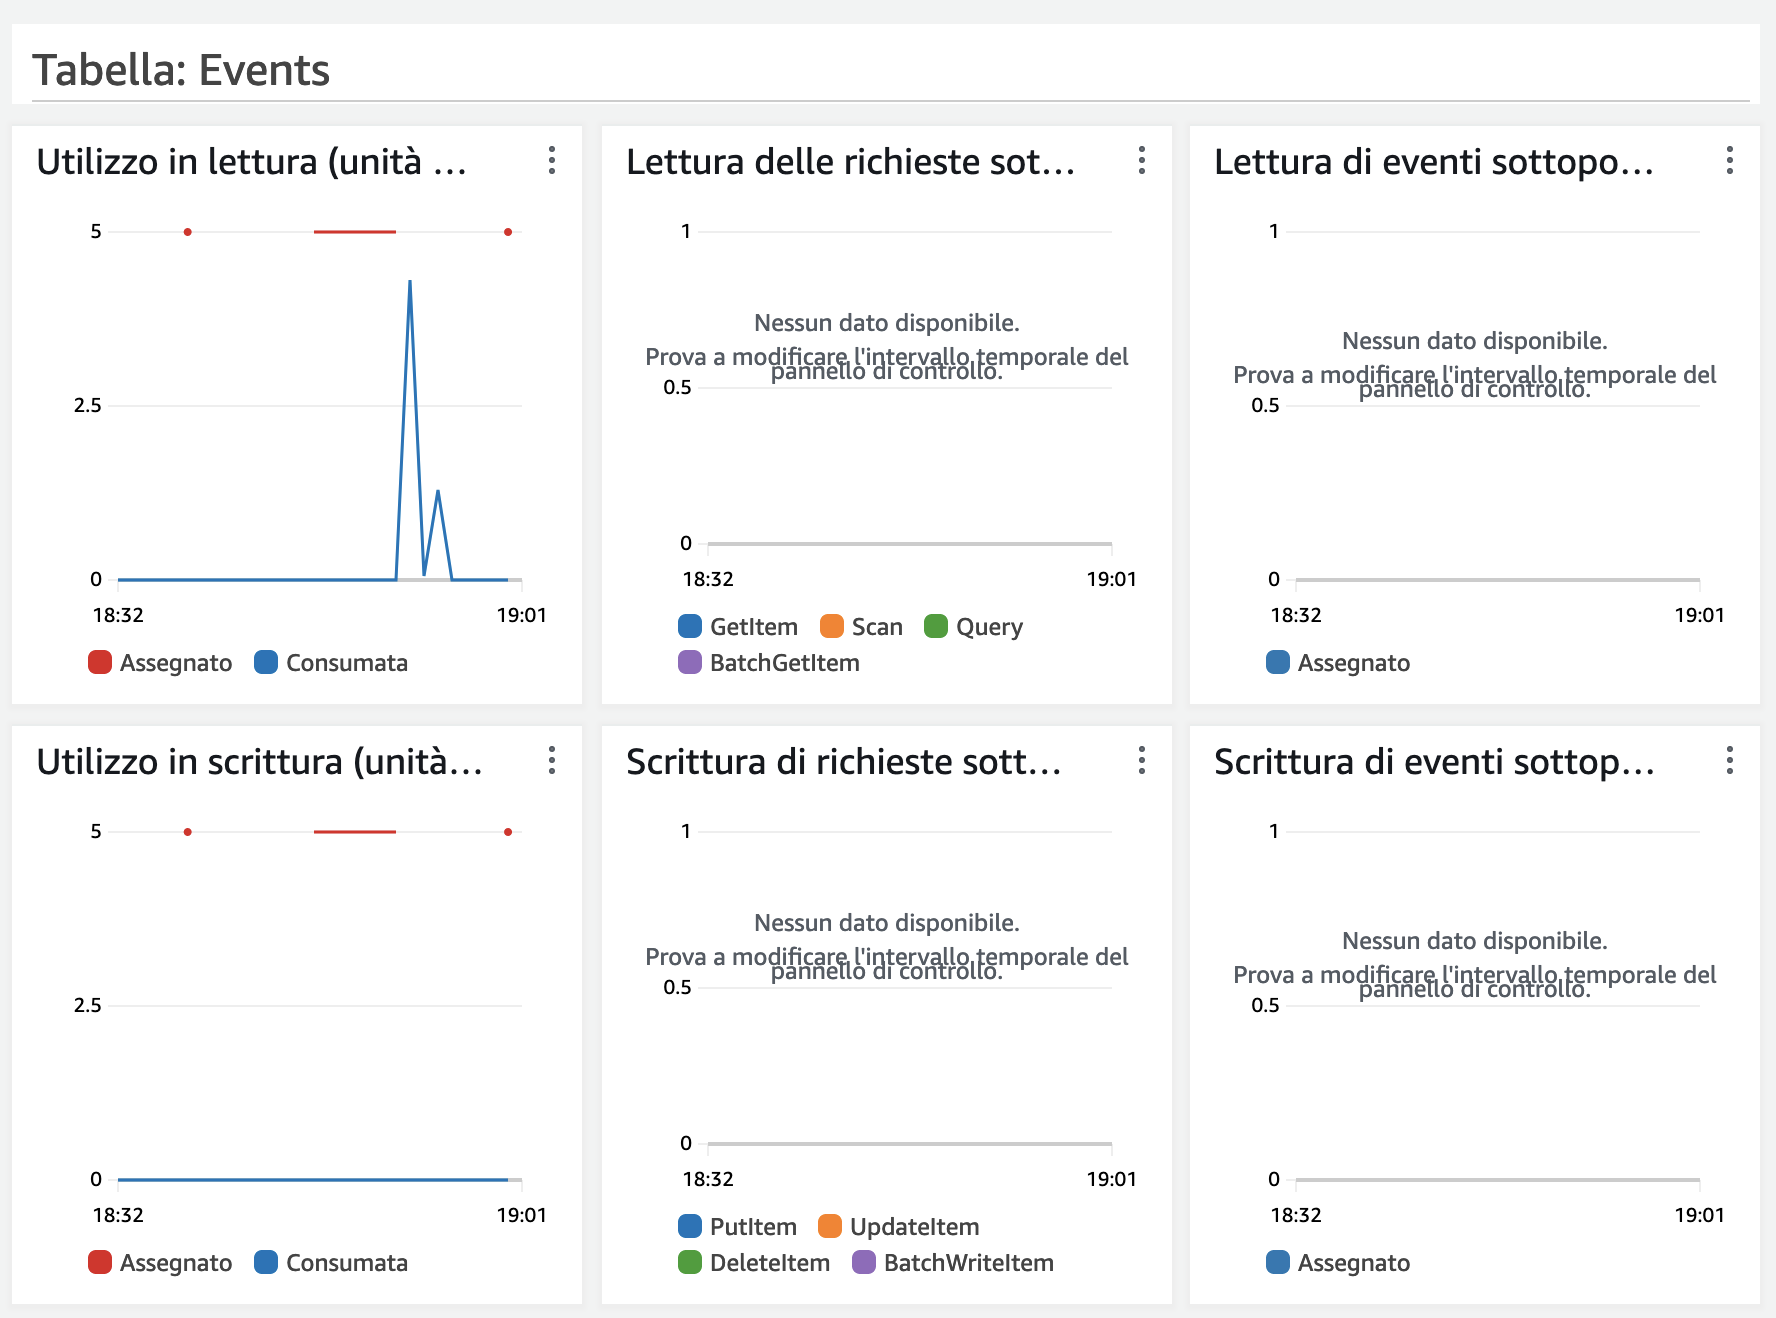 Tabella: Events
Utilizzo in lettura (unità ...
5
2.5
0
18:32
19:01
Assegnato
Consumata
Lettura delle richieste sot...
1
Nessun dato disponibile.
Prova a modificare l'intervallo temporale del
pannello di controllo.
0.5
0
18:32
19:01
GetItem
Scan
Query
BatchGetItem
Lettura di eventi sottopo...
1
Nessun dato disponibile.
Prova a modificare l'intervallo temporale del
pannello di controllo.
0.5
0
18:32
19:01
Assegnato
Utilizzo in scrittura (unità...
5
2.5
0
18:32
19:01
Assegnato
Consumata
Scrittura di richieste sott...
1
Nessun dato disponibile.
Prova a modificare l'intervallo temporale del
pannello di controllo.
0.5
0
18:32
19:01
PutItem
UpdateItem
DeleteItem
BatchWriteItem
Scrittura di eventi sottop...
1
Nessun dato disponibile.
Prova a modificare l'intervallo temporale del
pannello di controllo.
0.5
0
18:32
19:01
Assegnato